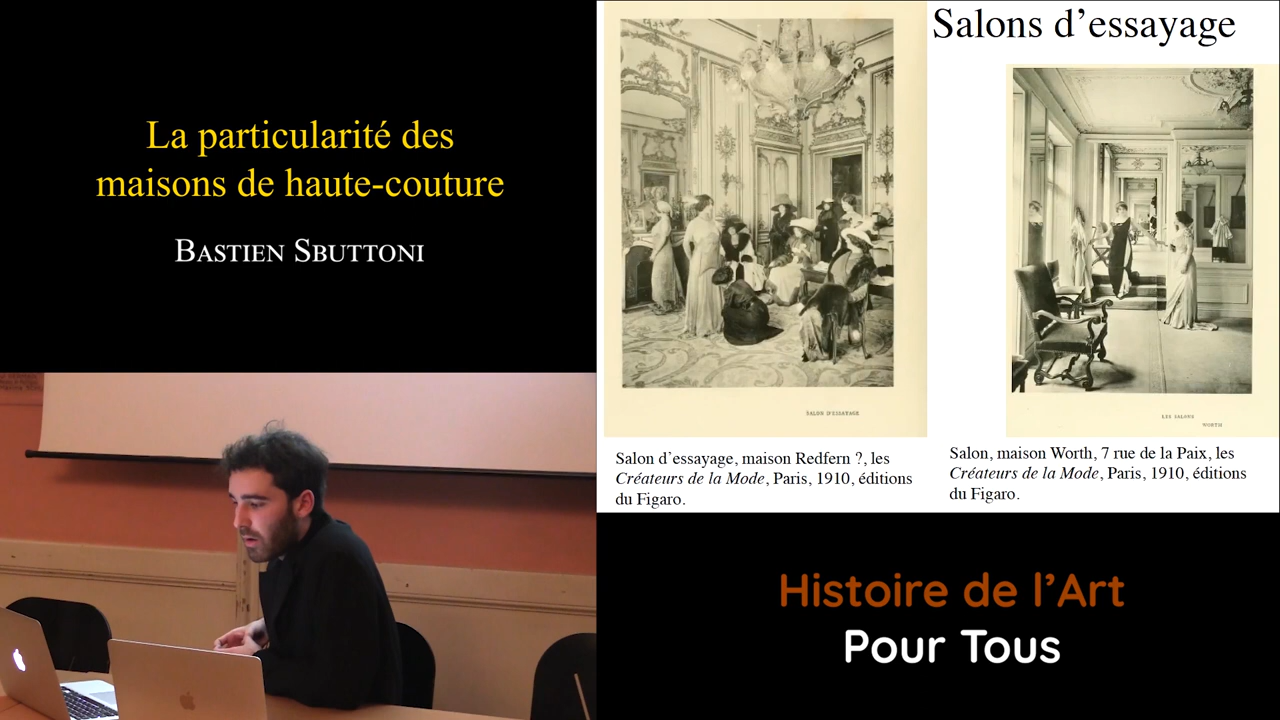 La particularité des
maisons de haute-couture
BASTIEN SBUTTONI
Salons d’essayage
SALON D'ESSAYAGE
LES SALONS
WORTH
Salon d’essayage, maison Redfern ?, les
Créateurs de la Mode, Paris, 1910, éditions
du Figaro.
Salon, maison Worth, 7 rue de la Paix, les
Créateurs de la Mode, Paris, 1910, éditions
du Figaro.
Histoire de l’Art
Pour Tous